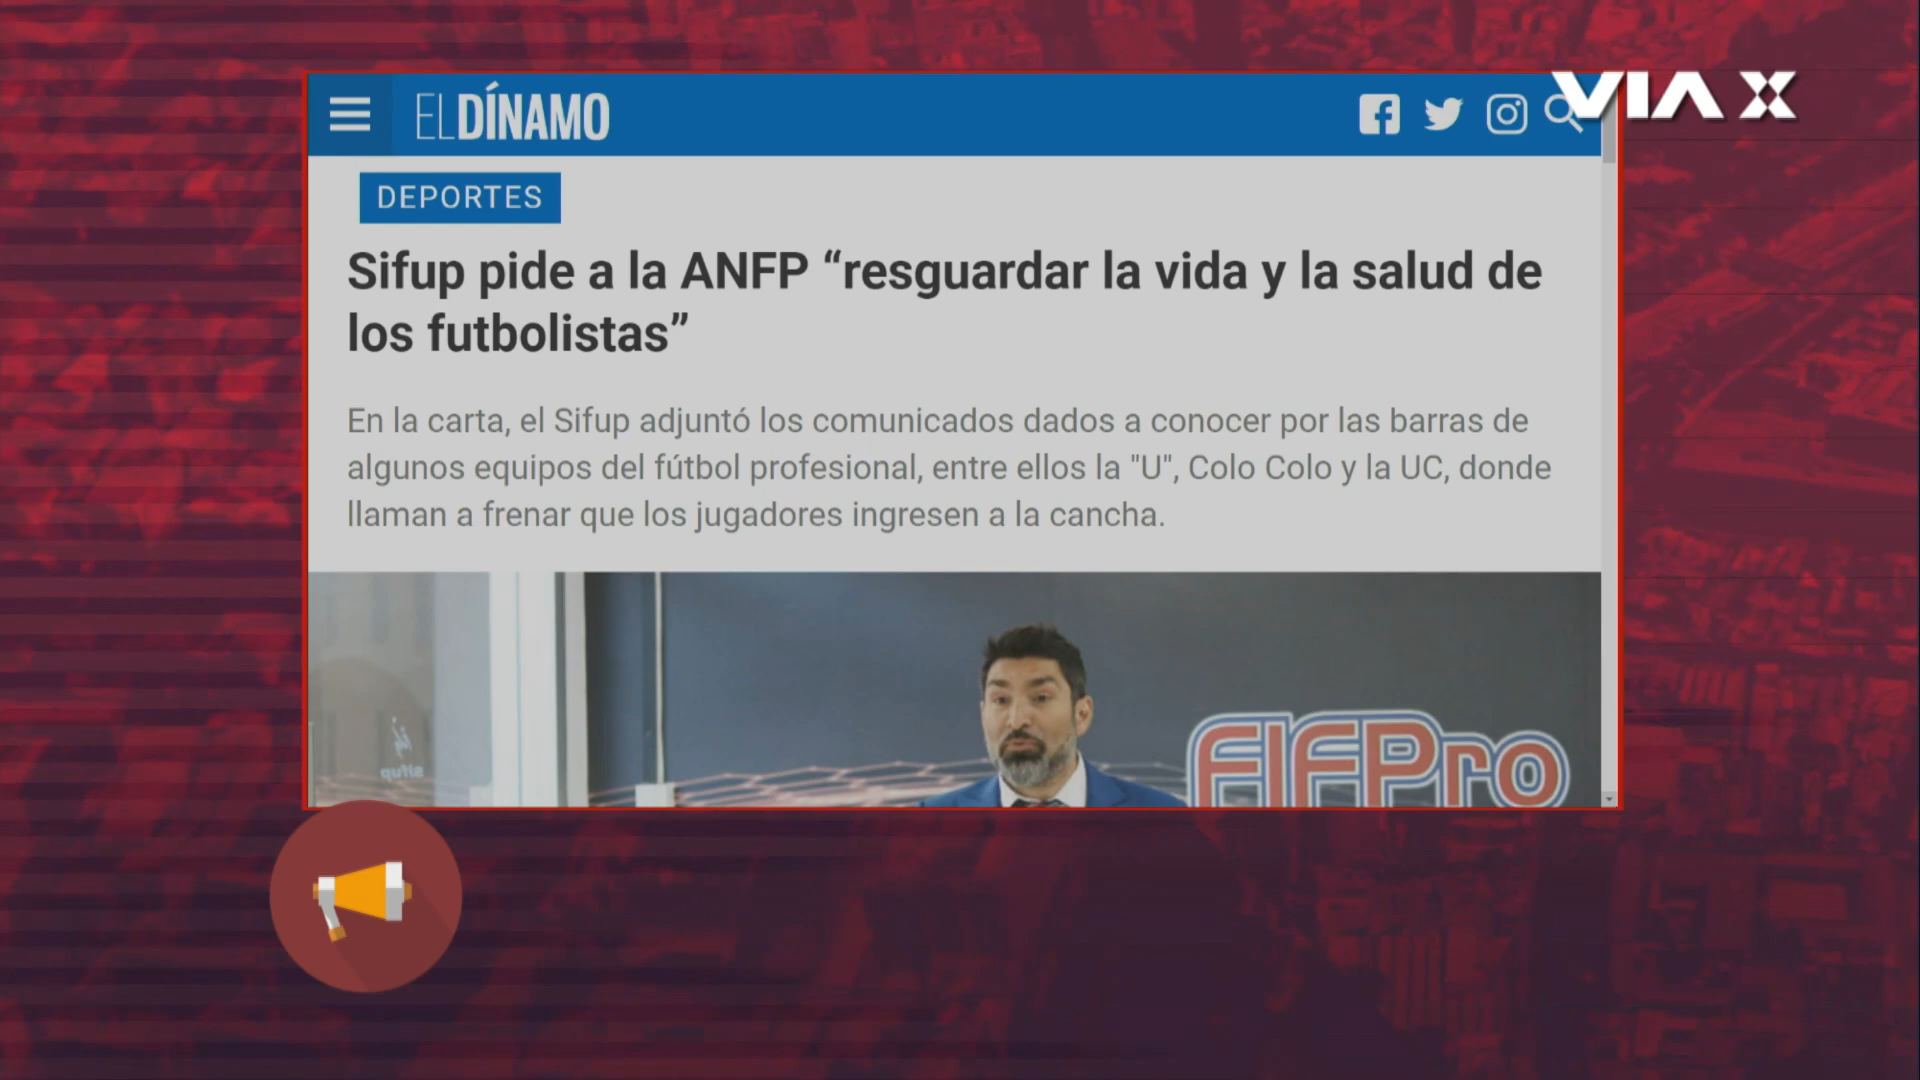 VIA X
EL DÍNAMO
DEPORTES
Sifup pide a la ANFP “resguardar la vida y la salud de
los futbolistas”
En la carta, el Sifup adjuntó los comunicados dados a conocer por las barras de
algunos equipos del fútbol profesional, entre ellos la "U", Colo Colo y la UC, donde
llaman a frenar que los jugadores ingresen a la cancha.
sifup
FIFPro